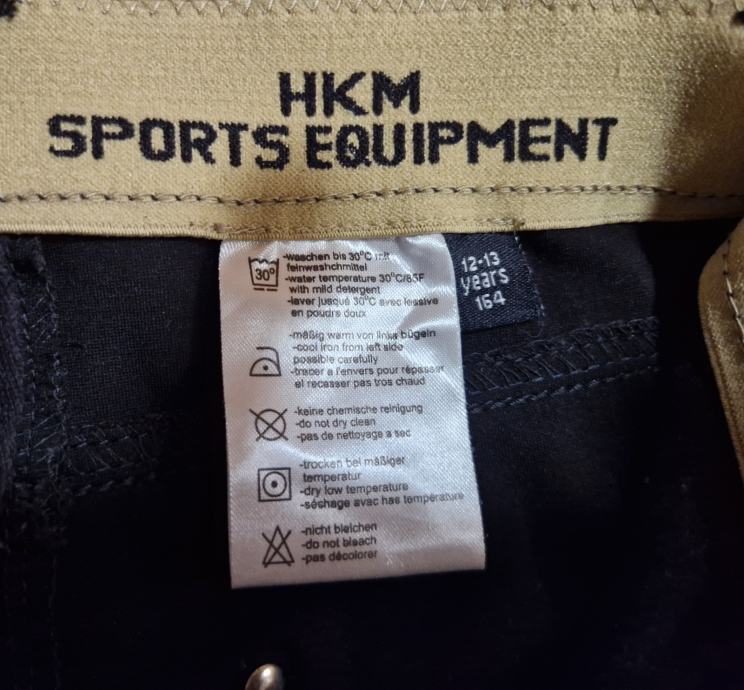 HKM
SPORTS EQUIPMENT
12-13
years
164
30°
-waschen bis 30°C mit
feinwaschmittel
-water temperature 30°C/85F
with mild detergent
-laver jusqué 30°C avec lessive
en poudre doux
-mäßig warm von links bügeln
-cool iron from left side
possible carefully
-tracer a l'envers pour répasser
el recasser pas tros chaud
-keine chemische reinigung
-do not dry clean
-pas de nettoyage a sec
-trocken bei mäßiger
temperatur
-dry low temperature
-séchage avac has temperature
-nicht bleichen
-do not bleach
-pas décolorer